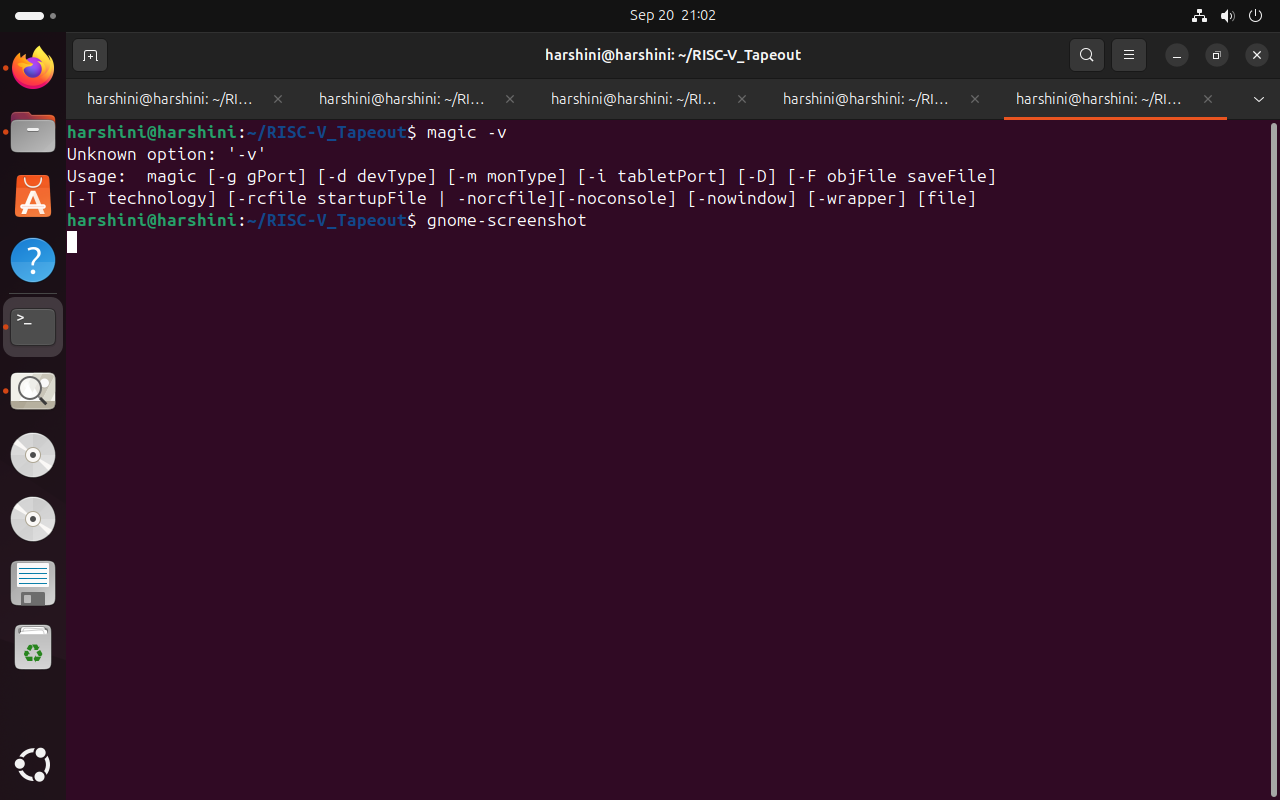 Sep 20 21:02
harshini@harshini: ~/RISC-V_Tapeout
harshini@harshini: ~/RI... harshini@harshini: ~/RI... harshini@harshini: ~/RI... harshini@harshini: ~/RI... harshini@harshini: ~/RI...
harshini@harshini:~/RISC-V_Tapeout$ magic -v
Unknown option: '-v'
Usage:  magic [-g gPort] [-d devType] [-m monType] [-i tabletPort] [-D] [-F objFile saveFile]
[-T technology] [-rcfile startupFile | -norcfile][-noconsole] [-nowindow] [-wrapper] [file]
harshini@harshini:~/RISC-V_Tapeout$ gnome-screenshot